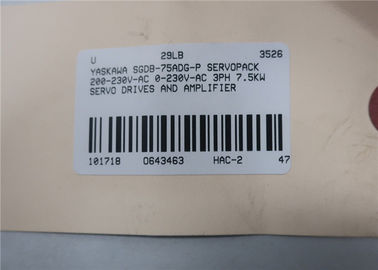 U 29LB 3526
YASKAWA SGDB-75ADG-P SERVOPACK
200-230V-AC 0-230V-AC 3PH 7.5KW
SERVO DRIVES AND AMPLIFIER
101718 0643463 HAC-2 47